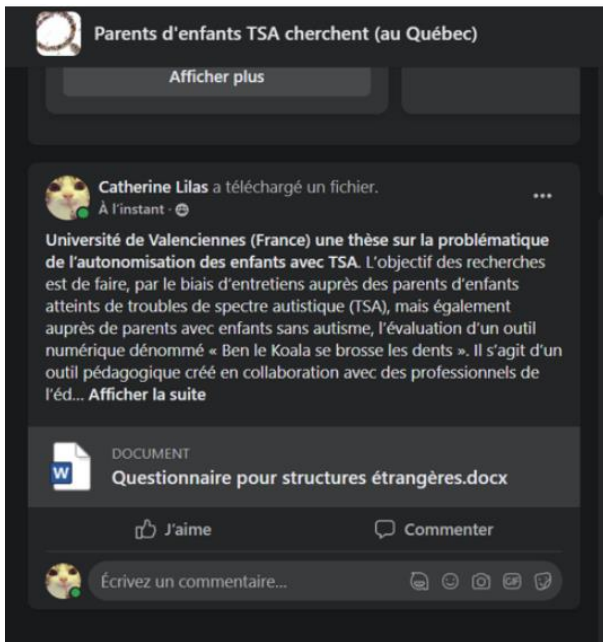 Parents d'enfants TSA cherchent (au Québec)
Afficher plus
Catherine Lilas a téléchargé un fichier.
À l'instant ·
Université de Valenciennes (France) une thèse sur la problématique
de l'autonomisation des enfants avec TSA. L'objectif des recherches
est de faire, par le biais d'entretiens auprès des parents d'enfants
atteints de troubles de spectre autistique (TSA), mais également
auprès de parents avec enfants sans autisme, l'évaluation d'un outil
numérique dénommé « Ben le Koala se brosse les dents ». Il s'agit d'un
outil pédagogique créé en collaboration avec des professionnels de
l'éd... Afficher la suite
W
DOCUMENT
Questionnaire pour structures étrangères.docx
J'aime
Commenter
Écrivez un commentaire...
GIF